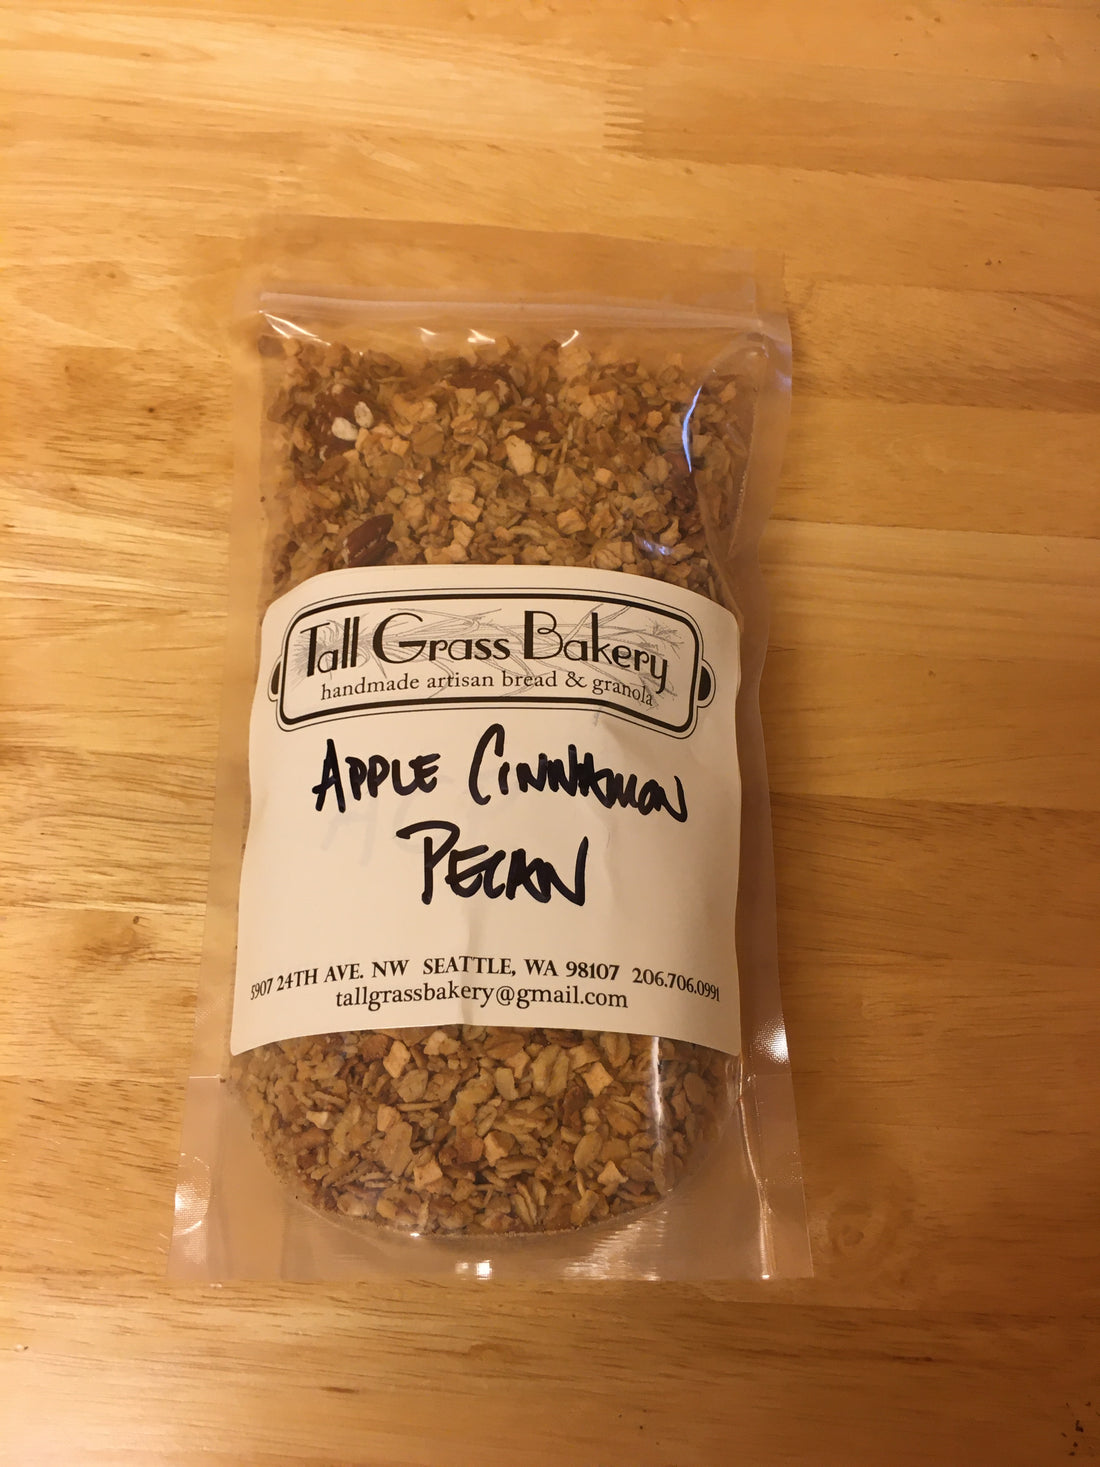 Tall Grass Bakery
handmade artisan bread & granola
APPLE CINNAMON
PECAN
5907 24TH AVE. NW SEATTLE, WA 98107 206.706.0991
tallgrassbakery@gmail.com